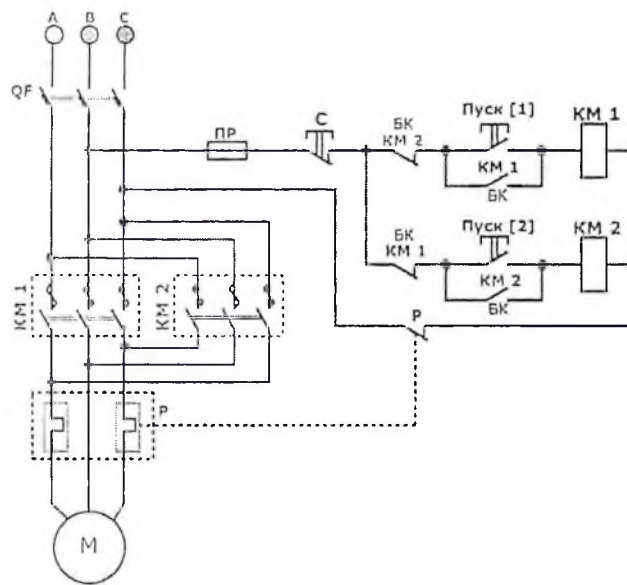 А В С
QF
ПР
С
БК
КМ 2
Пуск [1]
КМ 1
КМ 1
БК
БК
КМ 1
Пуск [2]
КМ 2
КМ 2
БК
КМ 1
КМ 2
Р
Р
М